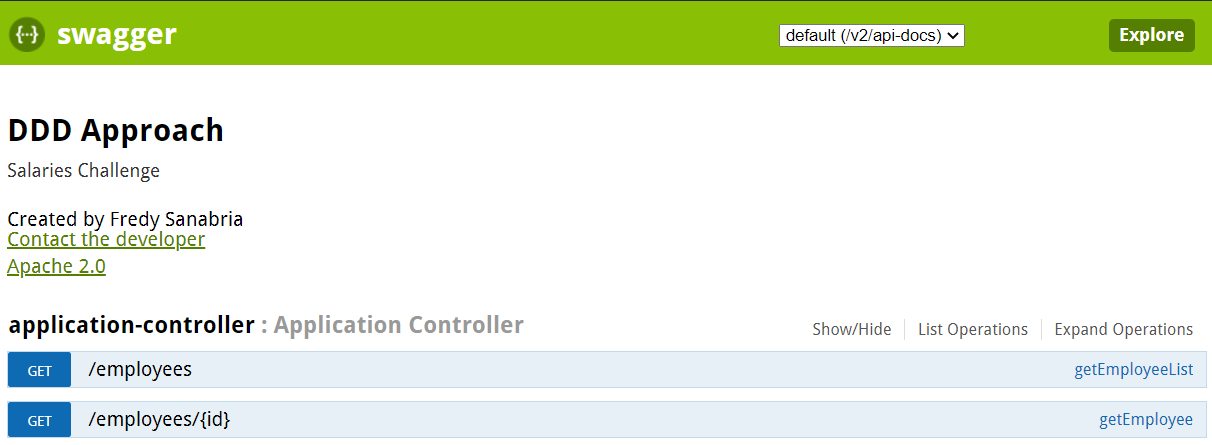 {···} swagger default (/v2/api-docs) Explore
DDD Approach
Salaries Challenge
Created by Fredy Sanabria
Contact the developer
Apache 2.0
application-controller : Application Controller Show/Hide List Operations Expand Operations
GET /employees getEmployeeList
GET /employees/{id} getEmployee